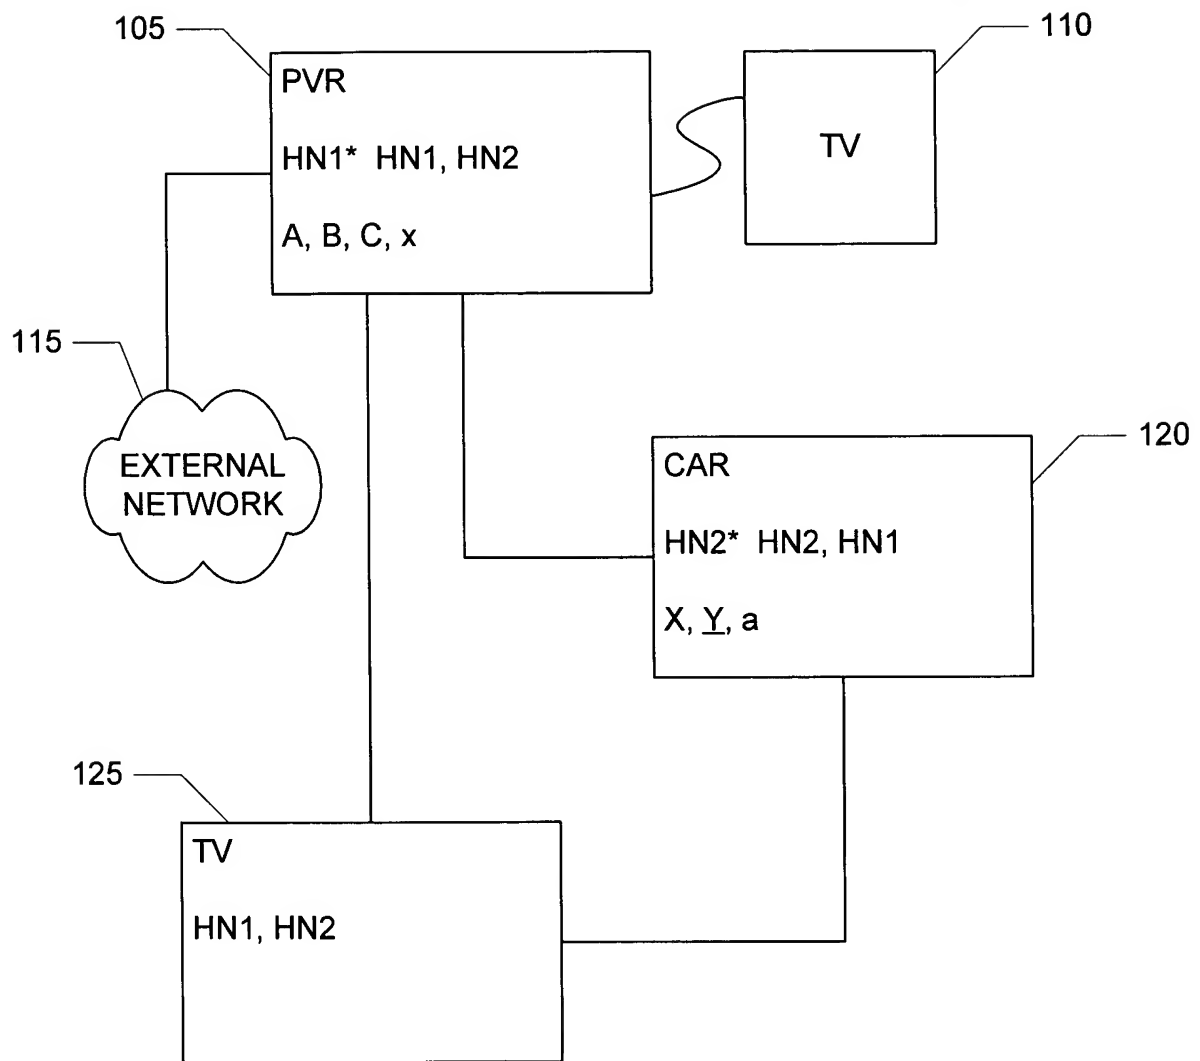 105
110
PVR
HN1* HN1, HN2
A, B, C, x
TV
115
EXTERNAL
NETWORK
120
CAR
HN2* HN2, HN1
X, Y, a
125
TV
HN1, HN2